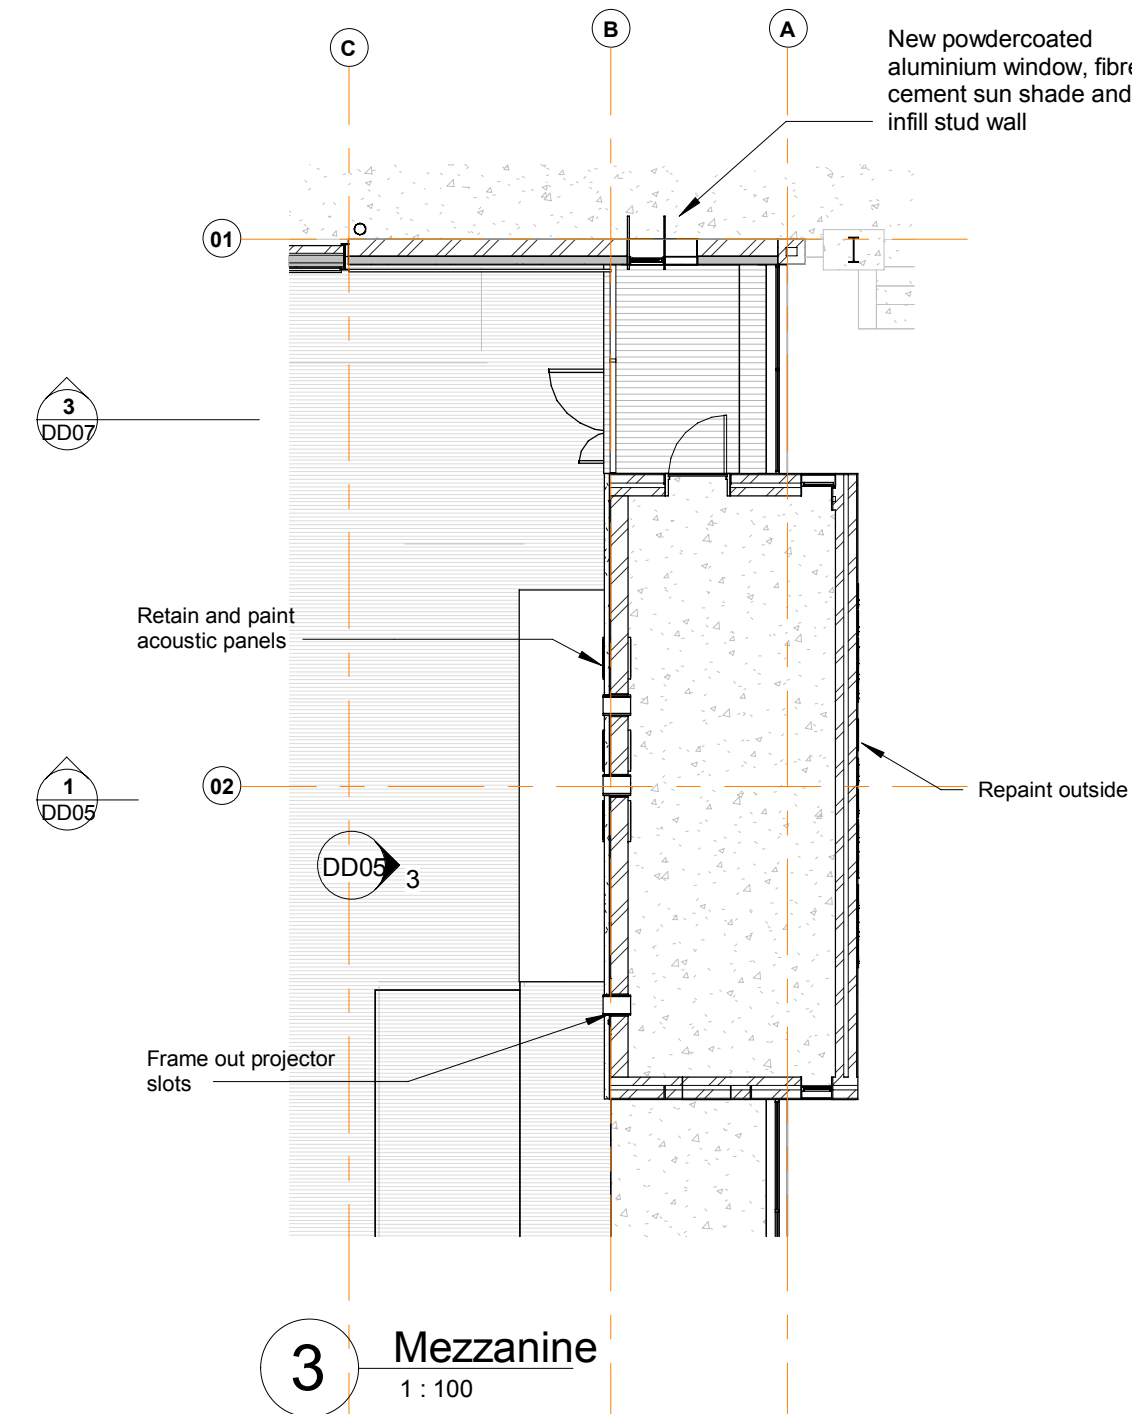 C
B
A
New powdercoated
aluminium window, fibre
cement sun shade and
infill stud wall
01
3
DD07
Retain and paint
acoustic panels
1
DD05
02
Repaint outside
DD05
3
Frame out projector
slots
3
Mezzanine
1 : 100